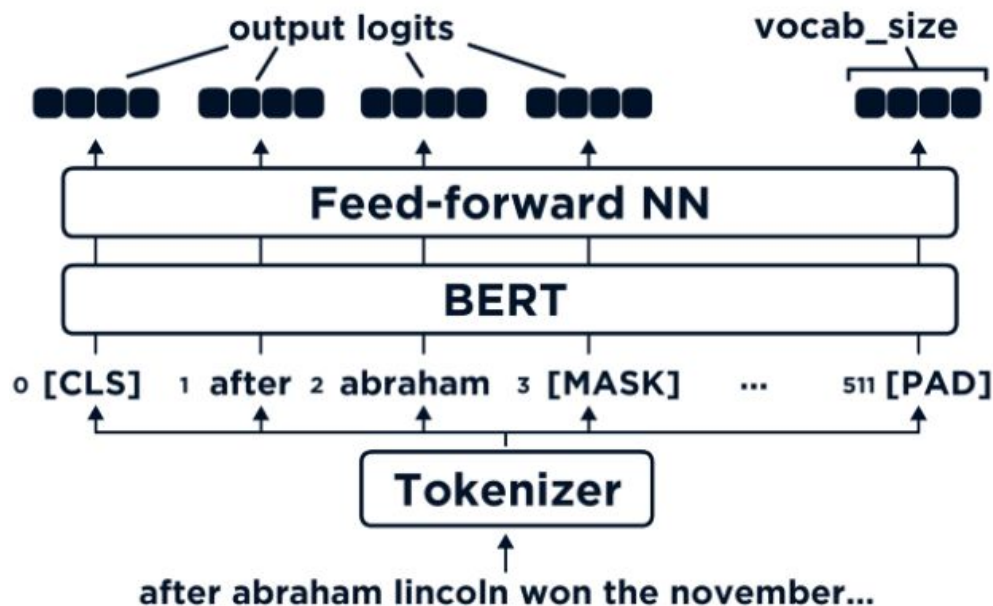 output logits
vocab_size
Feed-forward NN
BERT
0 [CLS] 1 after 2 abraham 3 [MASK] ... 511 [PAD]
Tokenizer
after abraham lincoln won the november...